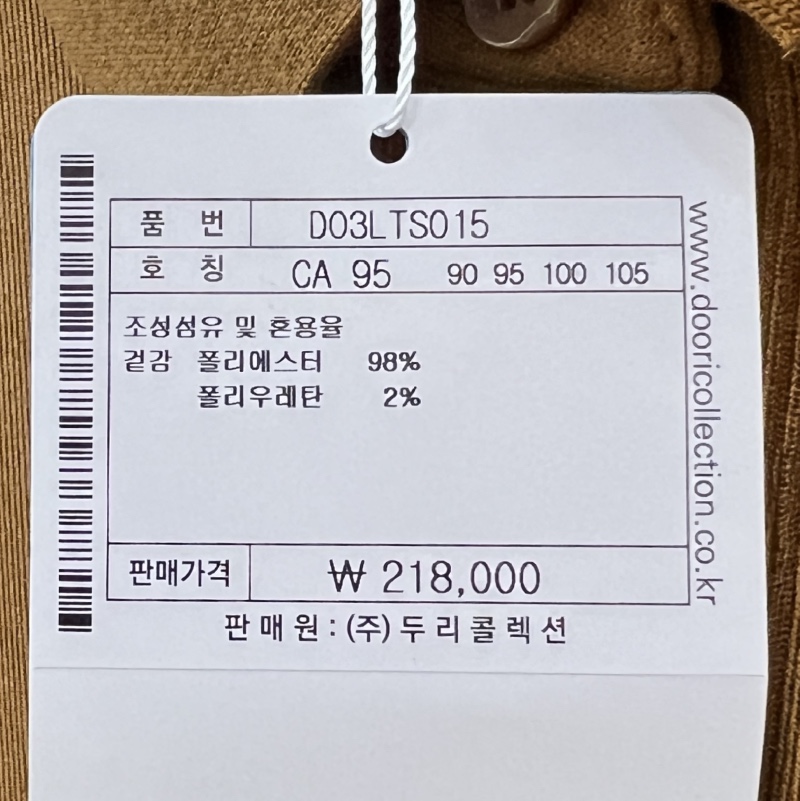 품 번 D03LTS015
호 칭 CA 95 90 95 100 105
조성섬유 및 혼용율
겉감 폴리에스터 98%
폴리우레탄 2%
판매가격 ₩ 218,000
판 매 원 : (주) 두 리 콜 렉 션
www.dooricollection.co.kr